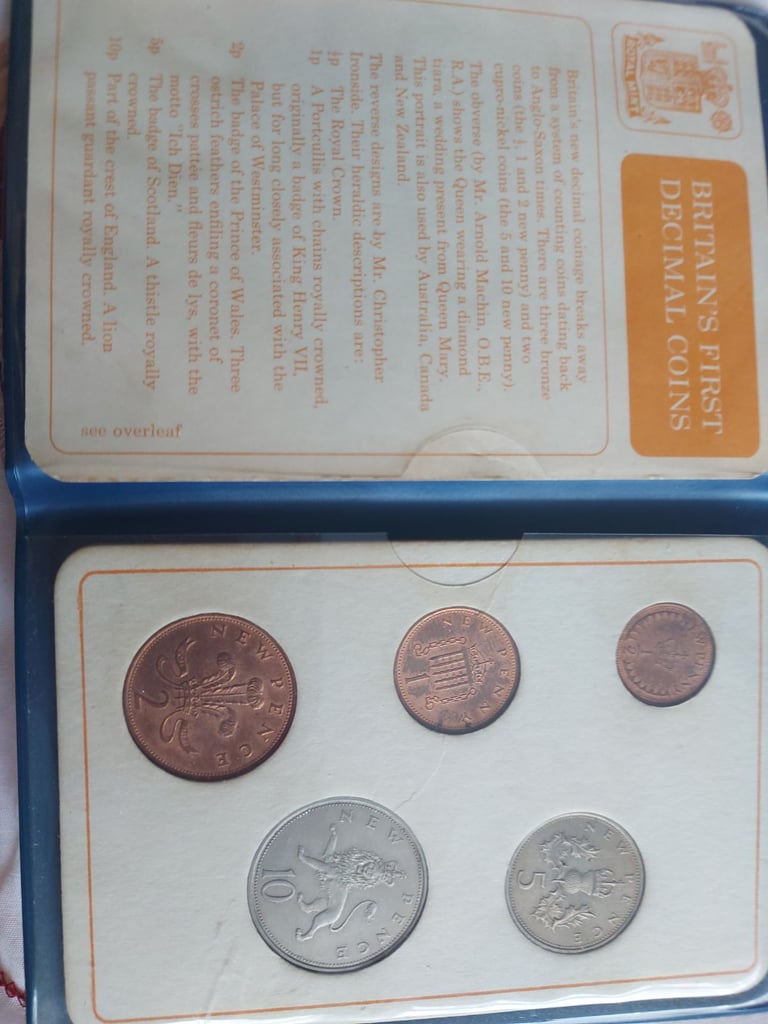 ROYAL MINT
BRITAIN'S FIRST
DECIMAL COINS
Britain's new decimal coinage breaks away
from a system of counting coins dating back
to Anglo-Saxon times. There are three bronze
coins (the ½, 1 and 2 new penny) and two
cupro-nickel coins (the 5 and 10 new penny).
The obverse (by Mr. Arnold Machin, O.B.E.,
R.A.) shows the Queen wearing a diamond
tiara, a wedding present from Queen Mary.
This portrait is also used by Australia, Canada
and New Zealand.
The reverse designs are by Mr. Christopher
Ironside. Their heraldic descriptions are:
½p The Royal Crown.
1p A Portcullis with chains royally crowned,
originally a badge of King Henry VII,
but for long closely associated with the
Palace of Westminster.
2p The badge of the Prince of Wales. Three
ostrich feathers enfiling a coronet of
crosses pattée and fleurs de lys, with the
motto "Ich Dien."
5p The badge of Scotland. A thistle royally
crowned.
10p Part of the crest of England. A lion
passant guardant royally crowned.
see overleaf
NEW PENNY
1
NEW PENCE
2
NEW PENCE
5
NEW PENCE
10